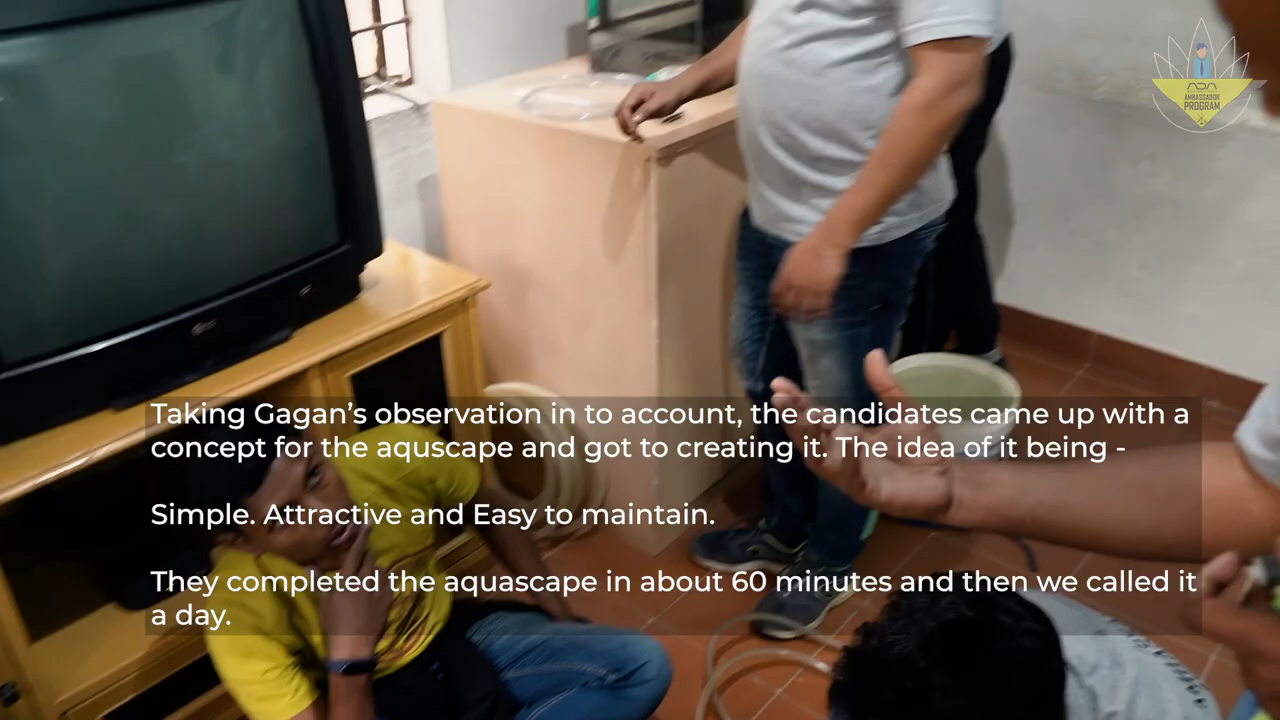 ADA
AMBASSADOR
PROGRAM
Taking Gagan’s observation in to account, the candidates came up with a
concept for the aquscape and got to creating it. The idea of it being -
Simple. Attractive and Easy to maintain.
They completed the aquascape in about 60 minutes and then we called it
a day.